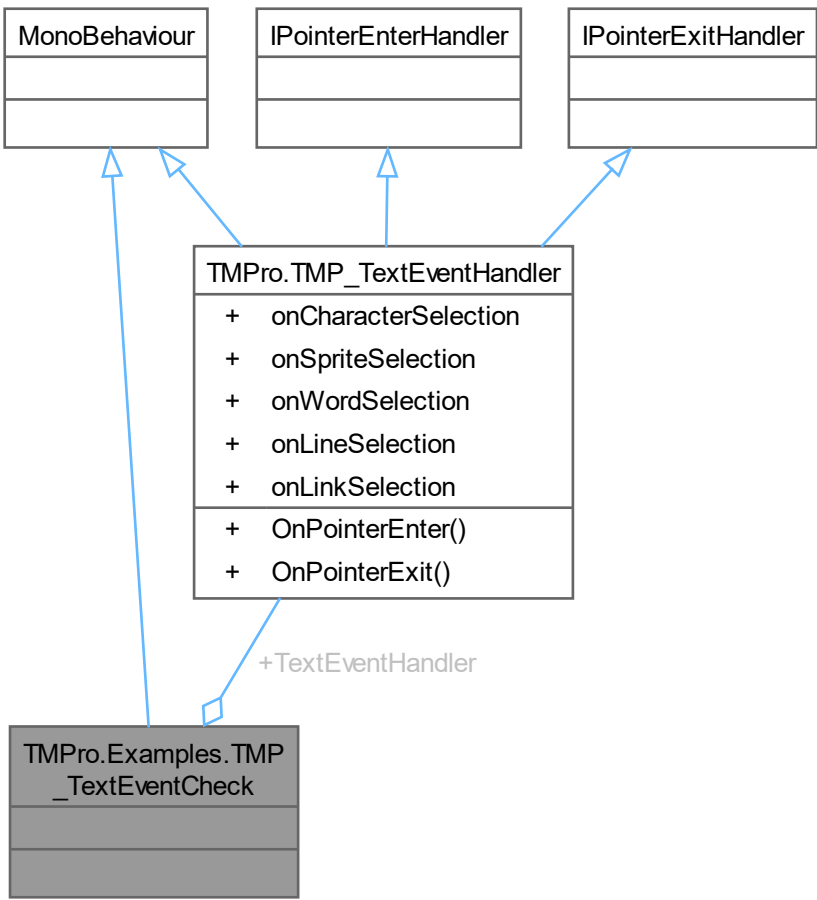 MonoBehaviour
IPointerEnterHandler
IPointerExitHandler
TMPro.TMP_TextEventHandler
+ onCharacterSelection
+ onSpriteSelection
+ onWordSelection
+ onLineSelection
+ onLinkSelection
+ OnPointerEnter()
+ OnPointerExit()
+TextEventHandler
TMPro.Examples.TMP
_TextEventCheck